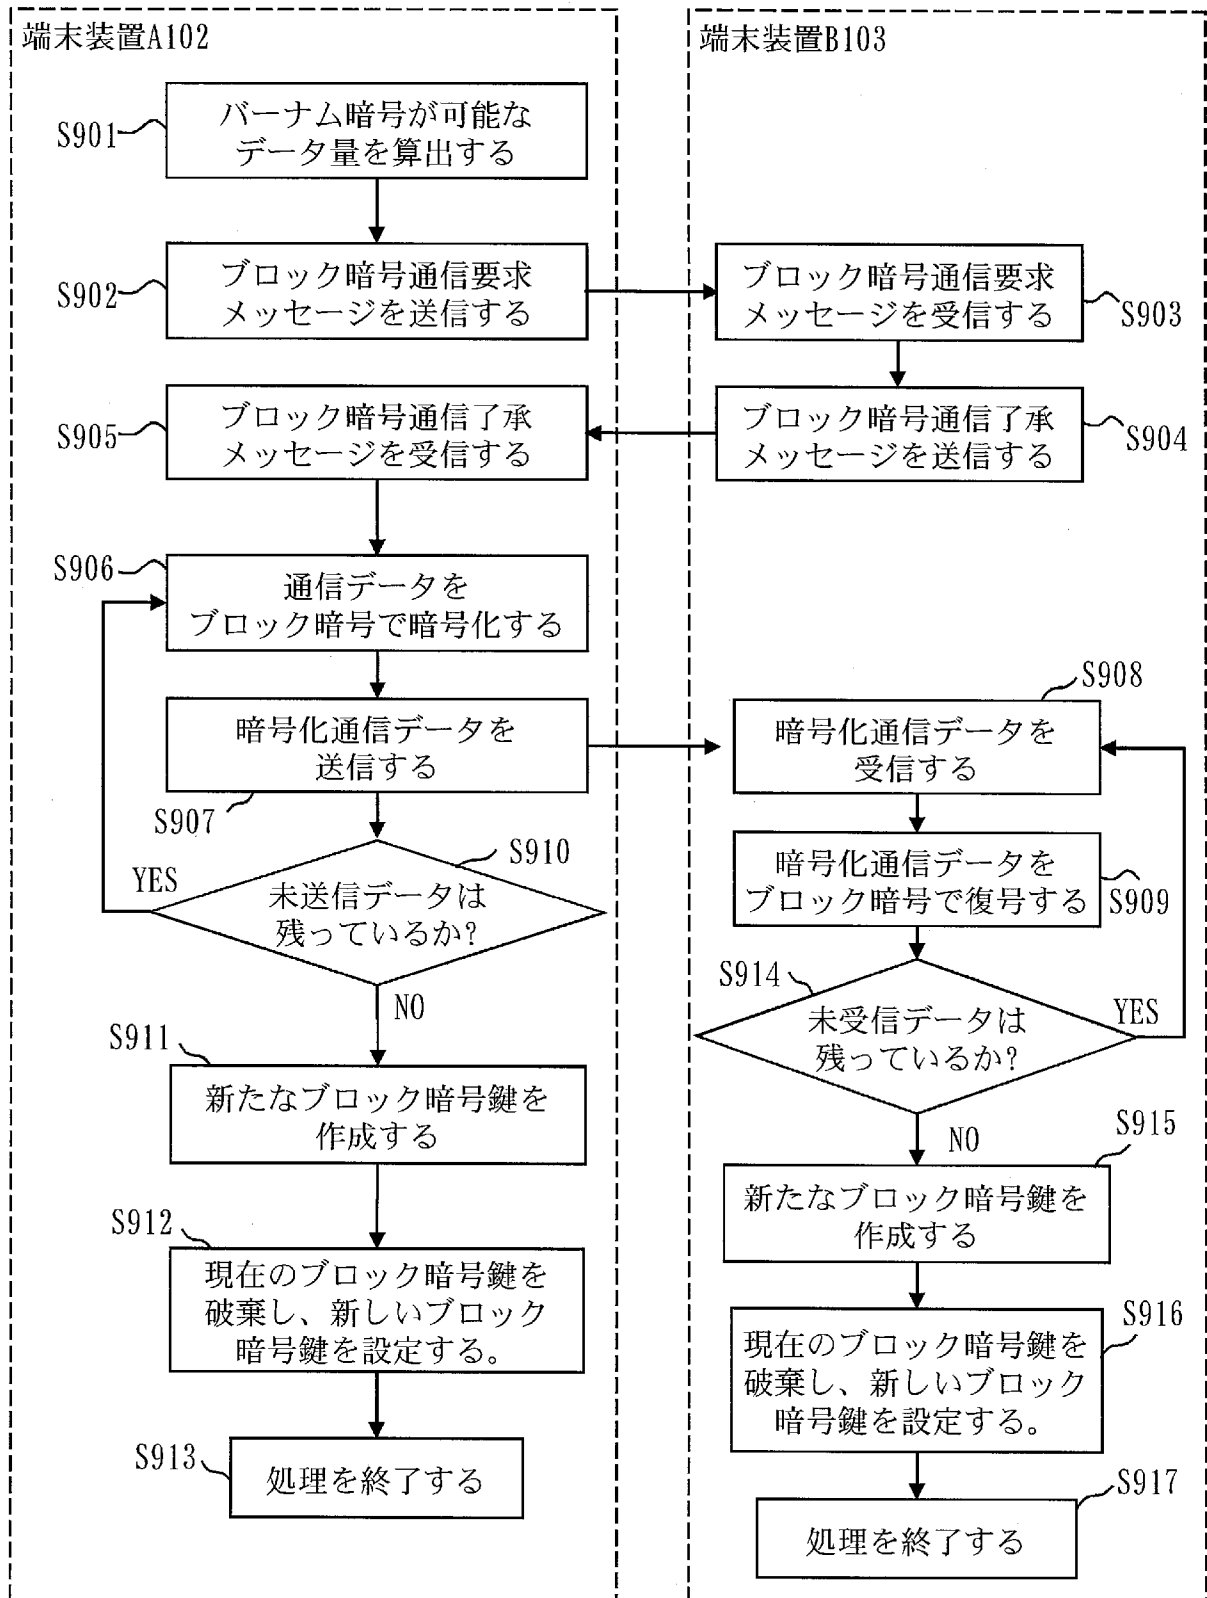 端末装置A102
S901
バーナム暗号が可能な
データ量を算出する
S902
ブロック暗号通信要求
メッセージを送信する
S905
ブロック暗号通信了承
メッセージを受信する
S906
通信データを
ブロック暗号で暗号化する
暗号化通信データを
送信する
S907
S910
YES
未送信データは
残っているか?
NO
S911
新たなブロック暗号鍵を
作成する
S912
現在のブロック暗号鍵を
破棄し、新しいブロック
暗号鍵を設定する。
S913
処理を終了する
端末装置B103
ブロック暗号通信要求
メッセージを受信する
S903
ブロック暗号通信了承
メッセージを送信する
S904
S908
暗号化通信データを
受信する
暗号化通信データを
ブロック暗号で復号する
S909
S914
未受信データは
残っているか?
YES
NO
S915
新たなブロック暗号鍵を
作成する
S916
現在のブロック暗号鍵を
破棄し、新しいブロック
暗号鍵を設定する。
S917
処理を終了する